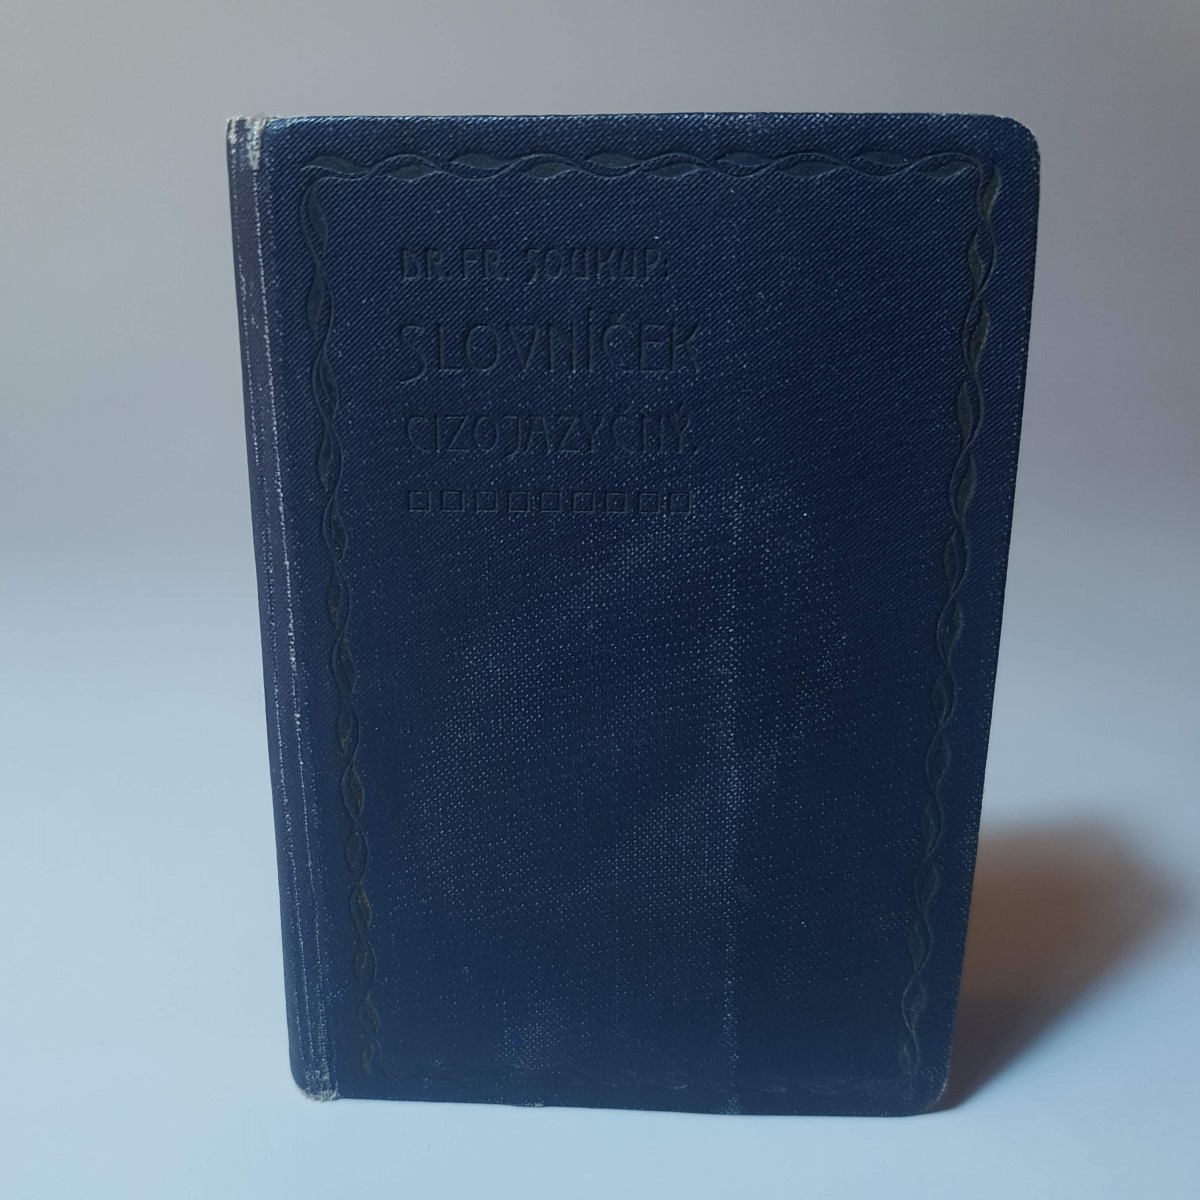 DR. FR. SOUKUP:
SLOVNÍČEK
CIZOJAZYČNÝ.